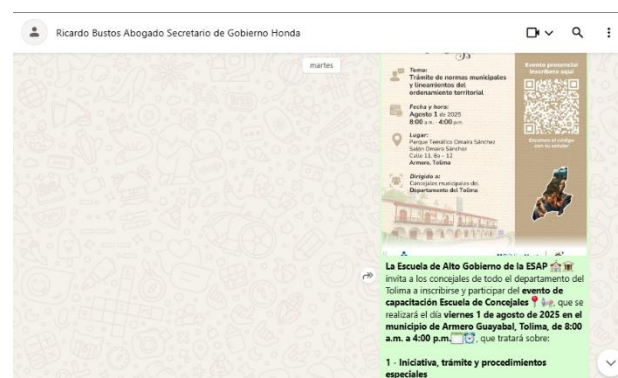 Ricardo Bustos Abogado Secretario de Gobierno Honda
martes
Tema:
Trámite de normas municipales
y lineamientos del
ordenamiento territorial
Fecha y hora:
Agosto 1 de 2025
8:00 a.m. - 4:00 p.m.
Lugar:
Parque Temático Omaira Sánchez
Salón Omaira Sánchez
Calle 11, 8a - 12
Armero, Tolima
Dirigido a:
Concejales municipales de:
Departamento del Tolima
Evento presencial
Inscríbete aquí
Escanea el código
con tu celular
La Escuela de Alto Gobierno de la ESAP
invita a los concejales de todo el departamento del
Tolima a inscribirse y participar del evento de
capacitación Escuela de Concejales, que se
realizará el día viernes 1 de agosto de 2025 en el
municipio de Armero Guayabal, Tolima, de 8:00
a.m. a 4:00 p.m., que tratará sobre:
1 - Iniciativa, trámite y procedimientos
especiales